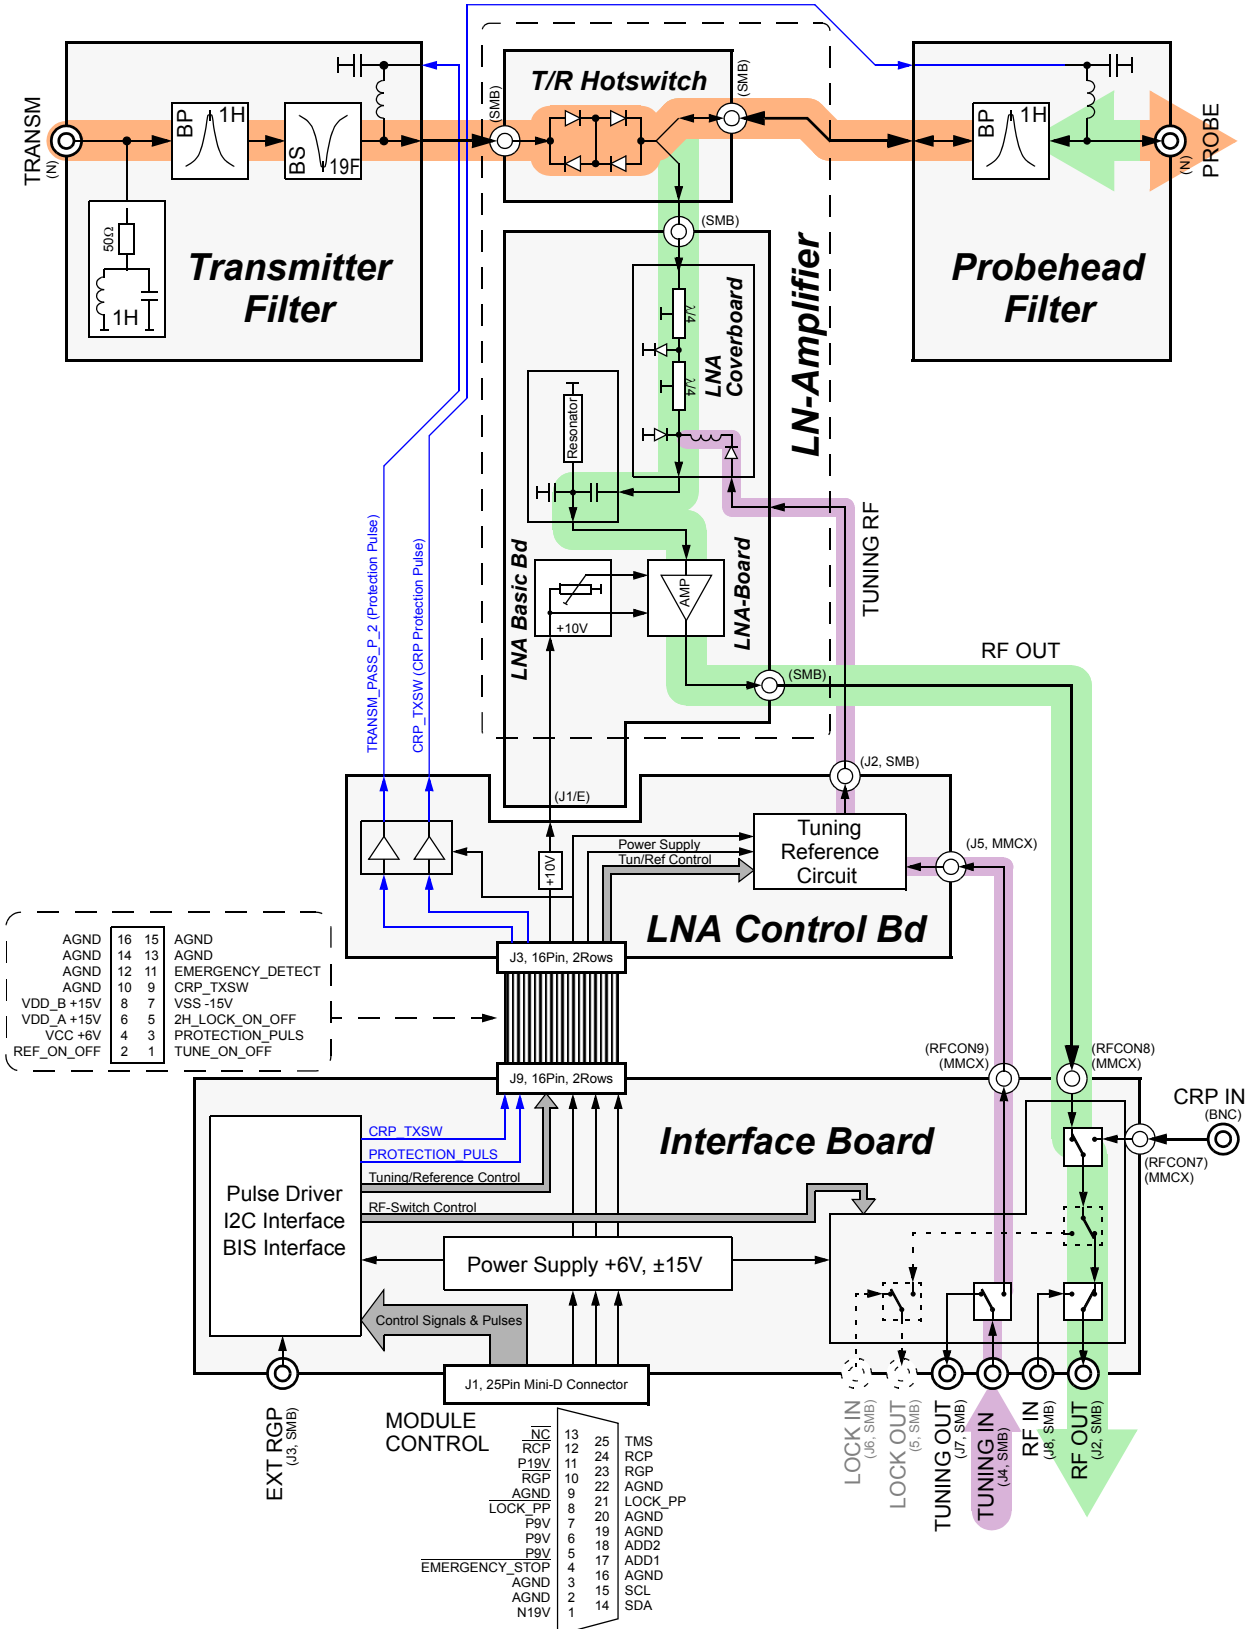 TRANSM
(N)
BP
1H
BS
19F
50Ω
1H
Transmitter
Filter
(SMB)
T/R Hotswitch
(SMB)
BP
1H
(N)
PROBE
Probehead
Filter
(SMB)
λ/4
λ/4
LNA
Coverboard
LN-Amplifier
Resonator
LNA Basic Bd
+10V
AMP
LNA-Board
TUNING RF
(SMB)
RF OUT
TRANSM_PASS_P_2 (Protection Pulse)
CRP_TXSW (CRP Protection Pulse)
(J1/E)
(J2, SMB)
+10V
Power Supply
Tun/Ref Control
Tuning
Reference
Circuit
(J5, MMCX)
LNA Control Bd
J3, 16Pin, 2Rows
AGND 16 15 AGND
AGND 14 13 AGND
AGND 12 11 EMERGENCY_DETECT
AGND 10 9 CRP_TXSW
VDD_B +15V 8 7 VSS -15V
VDD_A +15V 6 5 2H_LOCK_ON_OFF
VCC +6V 4 3 PROTECTION_PULS
REF_ON_OFF 2 1 TUNE_ON_OFF
J9, 16Pin, 2Rows
(RFCON9)
(MMCX)
(RFCON8)
(MMCX)
CRP IN
(BNC)
(RFCON7)
(MMCX)
Interface Board
CRP_TXSW
PROTECTION_PULS
Tuning/Reference Control
RF-Switch Control
Pulse Driver
I2C Interface
BIS Interface
Power Supply +6V, ±15V
Control Signals & Pulses
J1, 25Pin Mini-D Connector
EXT RGP
(J3, SMB)
MODULE
CONTROL
LOCK IN
(J6, SMB)
LOCK OUT
(5, SMB)
TUNING OUT
(J7, SMB)
TUNING IN
(J4, SMB)
RF IN
(J8, SMB)
RF OUT
(J2, SMB)
NC 13
RCP 12
P19V 11
RGP 10
AGND 9
LOCK_PP 8
P9V 7
P9V 6
P9V 5
EMERGENCY_STOP 4
AGND 3
AGND 2
N19V 1
25 TMS
24 RCP
23 RGP
22 AGND
21 LOCK_PP
20 AGND
19 AGND
18 ADD2
17 ADD1
16 AGND
15 SCL
14 SDA